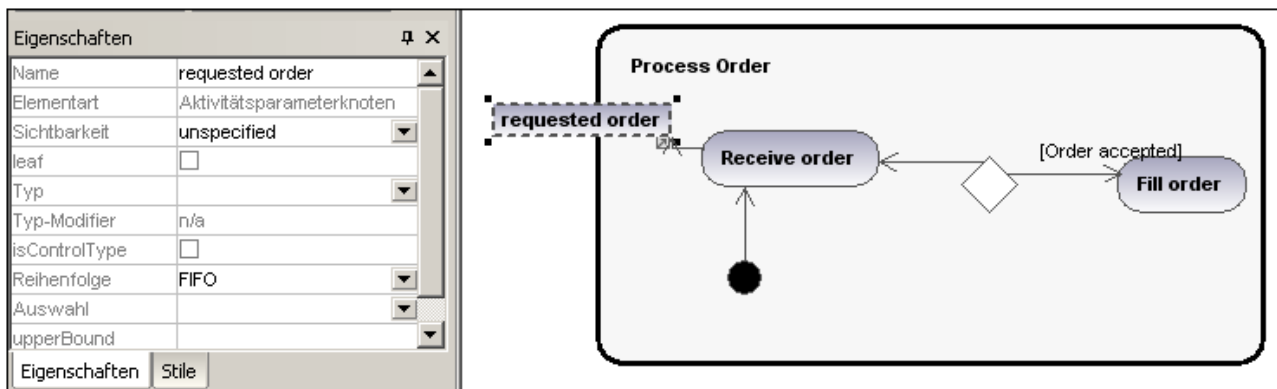 Eigenschaften
Name requested order
Elementart Aktivitätsparameterknoten
Sichtbarkeit unspecified
leaf
Typ
Typ-Modifier n/a
isControlType
Reihenfolge FIFO
Auswahl
upperBound
Eigenschaften Stile
Process Order
requested order
Receive order
[Order accepted]
Fill order